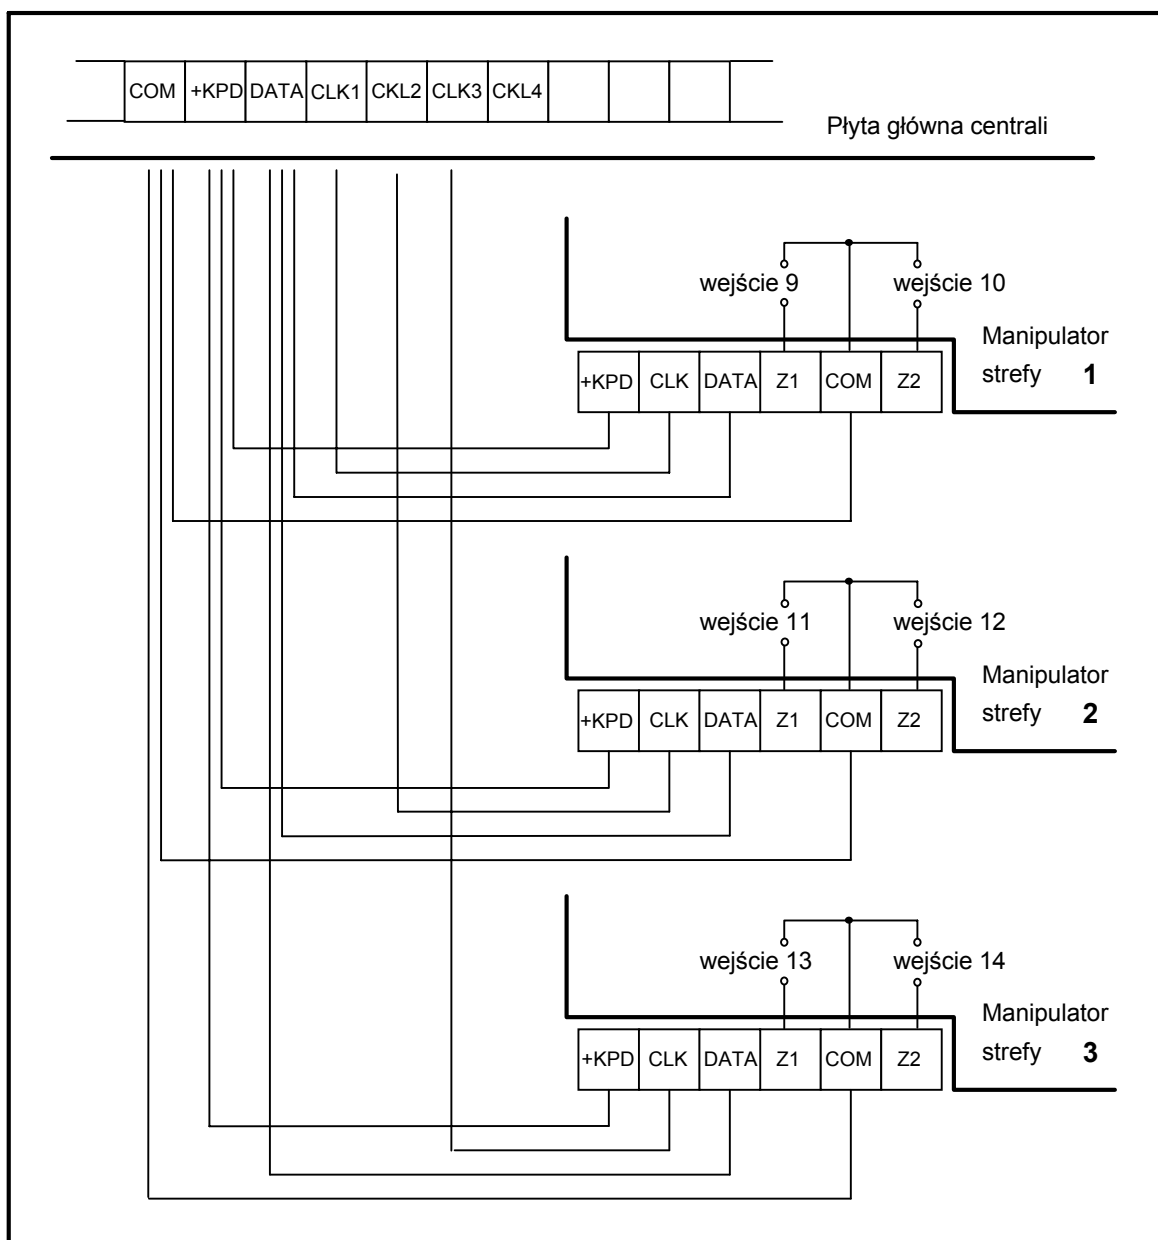 COM +KPD DATA CLK1 CKL2 CLK3 CKL4
Płyta główna centrali
wejście 9 wejście 10
Manipulator
strefy 1
+KPD CLK DATA Z1 COM Z2
wejście 11 wejście 12
Manipulator
strefy 2
+KPD CLK DATA Z1 COM Z2
wejście 13 wejście 14
Manipulator
strefy 3
+KPD CLK DATA Z1 COM Z2